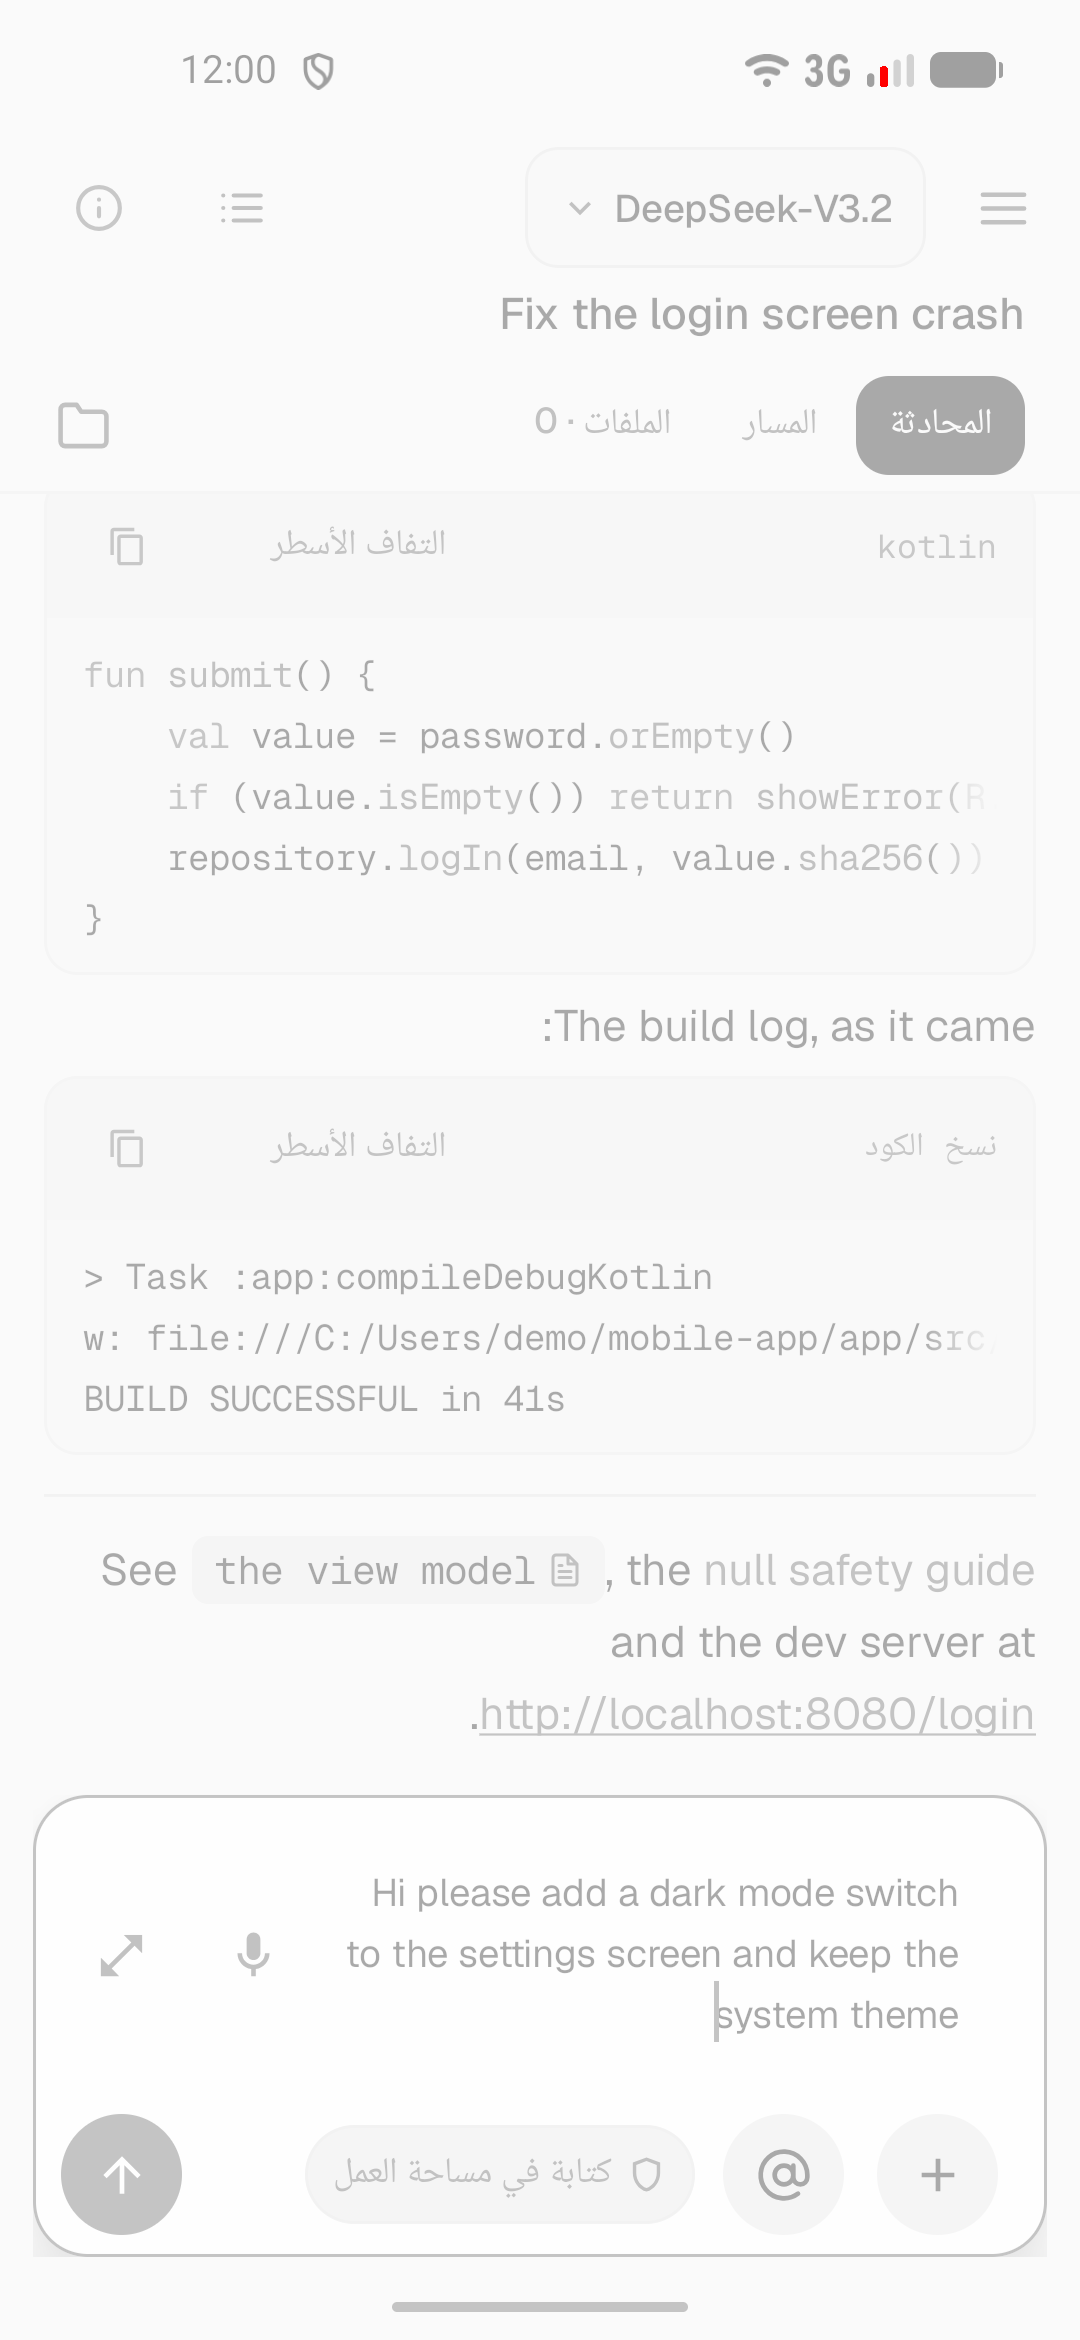 12:00 3G
DeepSeek-V3.2
Fix the login screen crash
المحادثة المسار الملفات · 0
kotlin التفاف الأسطر
fun submit() {
val value = password.orEmpty()
if (value.isEmpty()) return showError(R
repository.logIn(email, value.sha256())
}
The build log, as it came:
نسخ الكود التفاف الأسطر
> Task :app:compileDebugKotlin
w: file:///C:/Users/demo/mobile-app/app/src/
BUILD SUCCESSFUL in 41s
See the view model, the null safety guide
and the dev server at
http://localhost:8080/login.
Hi please add a dark mode switch
to the settings screen and keep the
system theme
@ كتابة في مساحة العمل